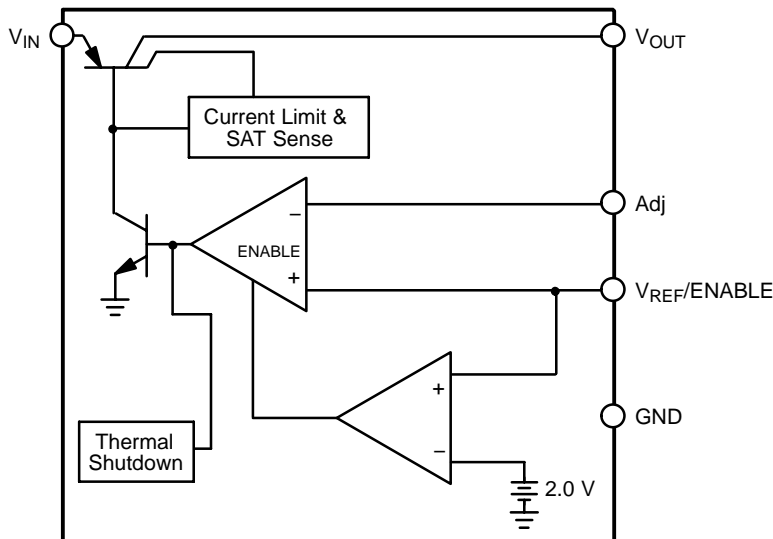 VIN
VOUT
Current Limit &
SAT Sense
Adj
−
ENABLE
+
VREF/ENABLE
+
GND
Thermal
Shutdown
−
2.0 V